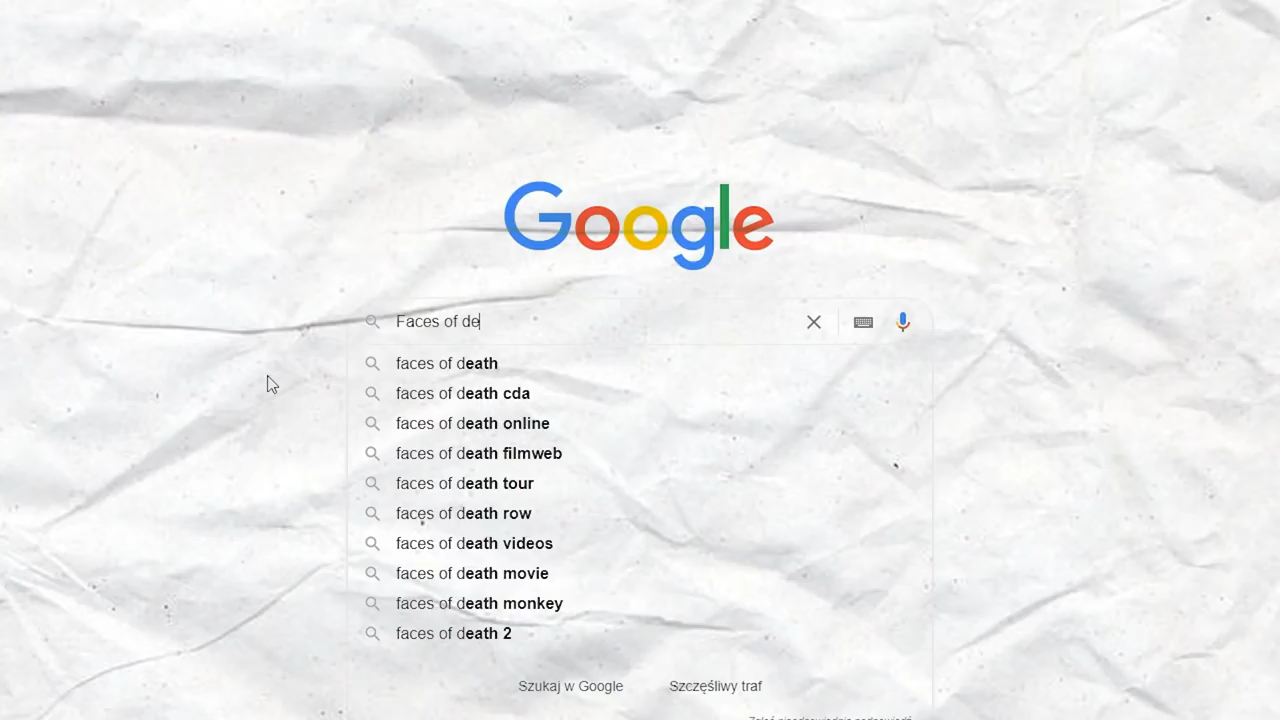 Google
Faces of de
faces of death
faces of death cda
faces of death online
faces of death filmweb
faces of death tour
faces of death row
faces of death videos
faces of death movie
faces of death monkey
faces of death 2
Szukaj w Google
Szczęśliwy traf